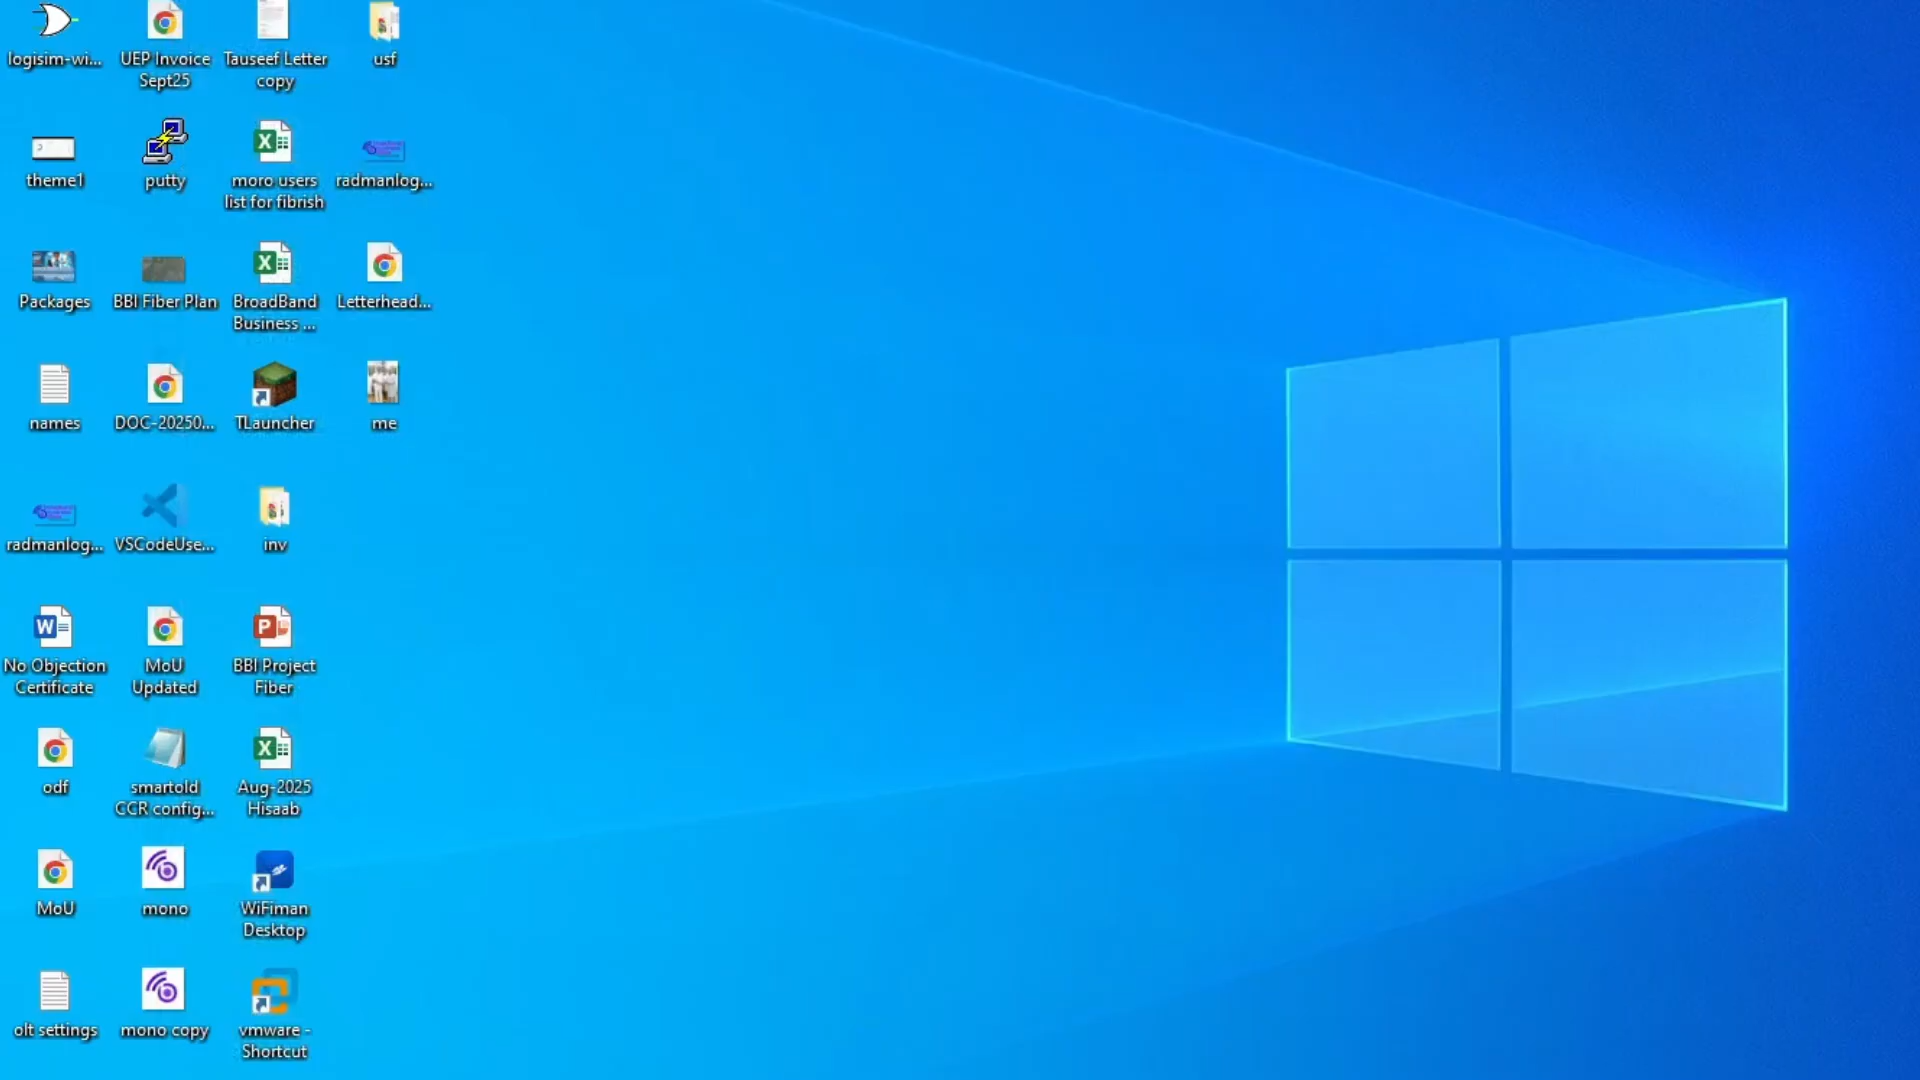 logisim-wi...
UEP Invoice
Sept25
Tauseef Letter
copy
usf
theme1
putty
moro users
list for fibrish
radmanlog...
Packages
BBI Fiber Plan
BroadBand
Business ...
Letterhead...
names
DOC-20250...
TLauncher
me
radmanlog...
VSCodeUse...
inv
No Objection
Certificate
MoU
Updated
BBI Project
Fiber
odf
smartold
CCR config...
Aug-2025
Hisaab
MoU
mono
WiFiman
Desktop
olt settings
mono copy
vmware -
Shortcut